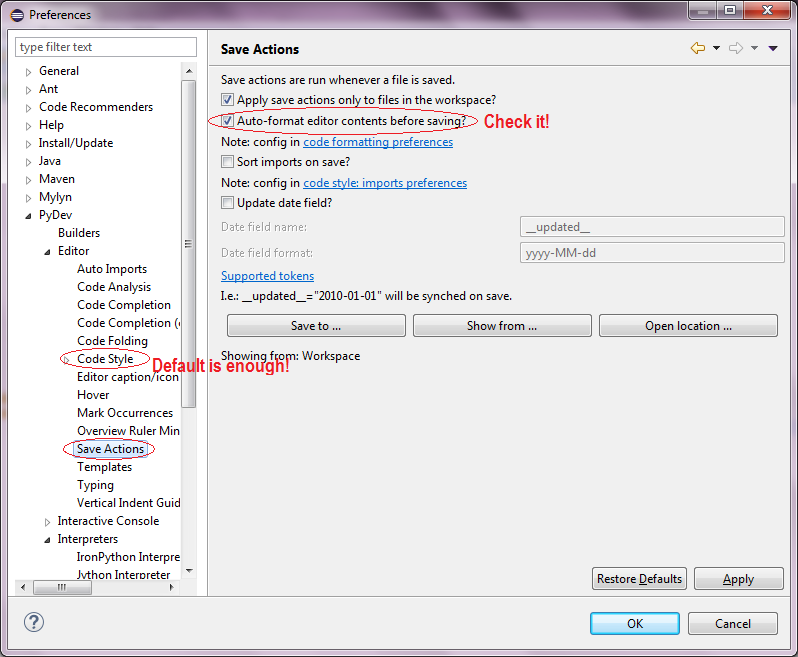 Preferences
type filter text
General
Ant
Code Recommenders
Help
Install/Update
Java
Maven
Mylyn
PyDev
Builders
Editor
Auto Imports
Code Analysis
Code Completion
Code Completion (
Code Folding
Code Style
Default is enough!
Editor caption/icon
Hover
Mark Occurrences
Overview Ruler Min
Save Actions
Templates
Typing
Vertical Indent Guid
Interactive Console
Interpreters
IronPython Interpre
Jython Interpreter
Save Actions
Save actions are run whenever a file is saved.
Apply save actions only to files in the workspace?
Auto-format editor contents before saving? Check it!
Note: config in code formatting preferences
Sort imports on save?
Note: config in code style: imports preferences
Update date field?
Date field name: __updated__
Date field format: yyyy-MM-dd
Supported tokens
I.e.: __updated__="2010-01-01" will be synched on save.
Save to ... Show from ... Open location ...
Showing from: Workspace
Restore Defaults Apply
? OK Cancel